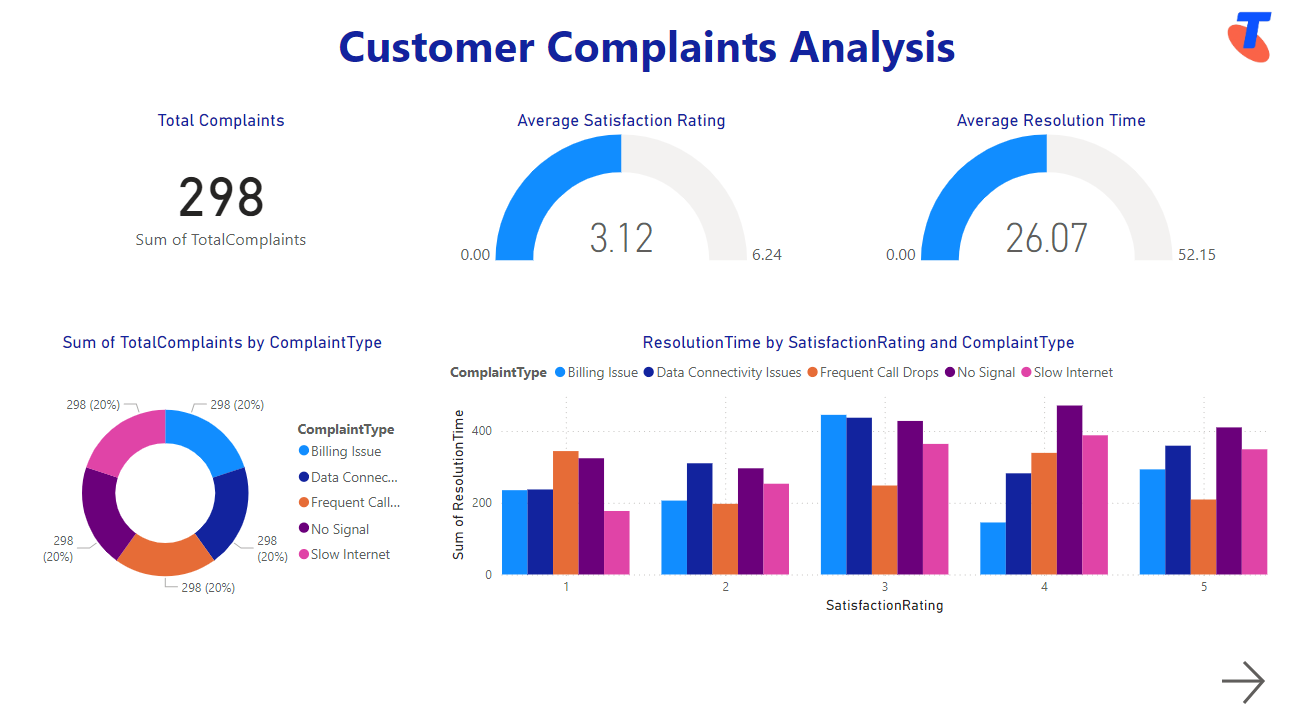 Customer Complaints Analysis
T
Total Complaints
298
Sum of TotalComplaints
Average Satisfaction Rating
0.00
3.12
6.24
Average Resolution Time
0.00
26.07
52.15
Sum of TotalComplaints by ComplaintType
298 (20%)
298 (20%)
298
(20%)
298
(20%)
298 (20%)
ComplaintType
Billing Issue
Data Connec...
Frequent Call...
No Signal
Slow Internet
ResolutionTime by SatisfactionRating and ComplaintType
ComplaintType Billing Issue Data Connectivity Issues Frequent Call Drops No Signal Slow Internet
Sum of ResolutionTime
400
200
0
1 2 3 4 5
SatisfactionRating